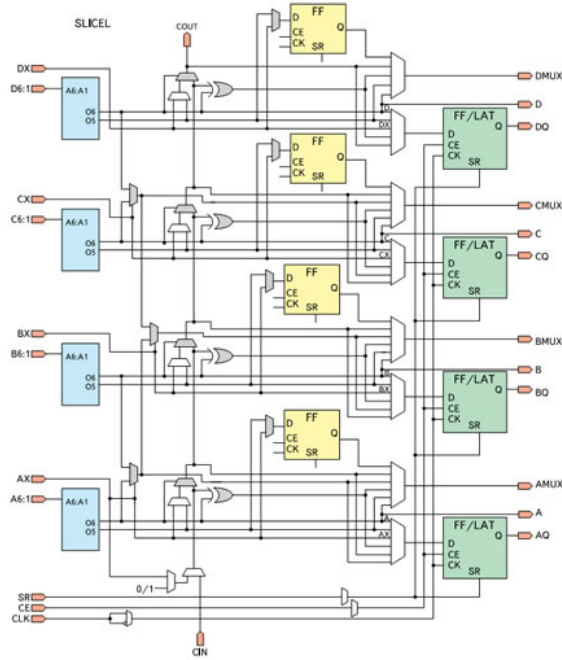 SLICEL
COUT
FF
D Q
CE
CK
SR
DX
D6:1
A6:A1
O6
O5
DMUX
D
D
DX
FF/LAT
D Q
CE
CK
SR
DQ
FF
D Q
CE
CK
SR
CX
C6:1
A6:A1
O6
O5
CMUX
C
C
CX
FF/LAT
D Q
CE
CK
SR
CQ
FF
D Q
CE
CK
SR
BX
B6:1
A6:A1
O6
O5
BMUX
B
B
BX
FF/LAT
D Q
CE
CK
SR
BQ
FF
D Q
CE
CK
SR
AX
A6:1
A6:A1
O6
O5
AMUX
A
A
AX
FF/LAT
D Q
CE
CK
SR
AQ
0/1
SR
CE
CLK
CIN